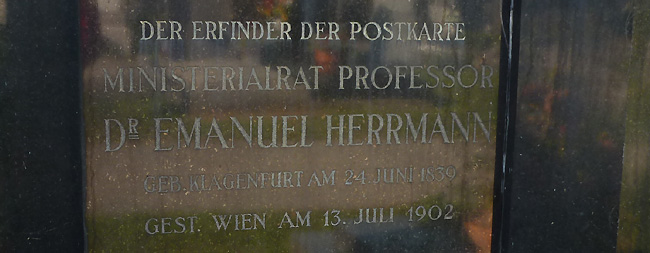 DER ERFINDER DER POSTKARTE
MINISTERIALRAT PROFESSOR
DR EMANUEL HERRMANN
GEB. KLAGENFURT AM 24. JUNI 1839
GEST. WIEN AM 13. JULI 1902